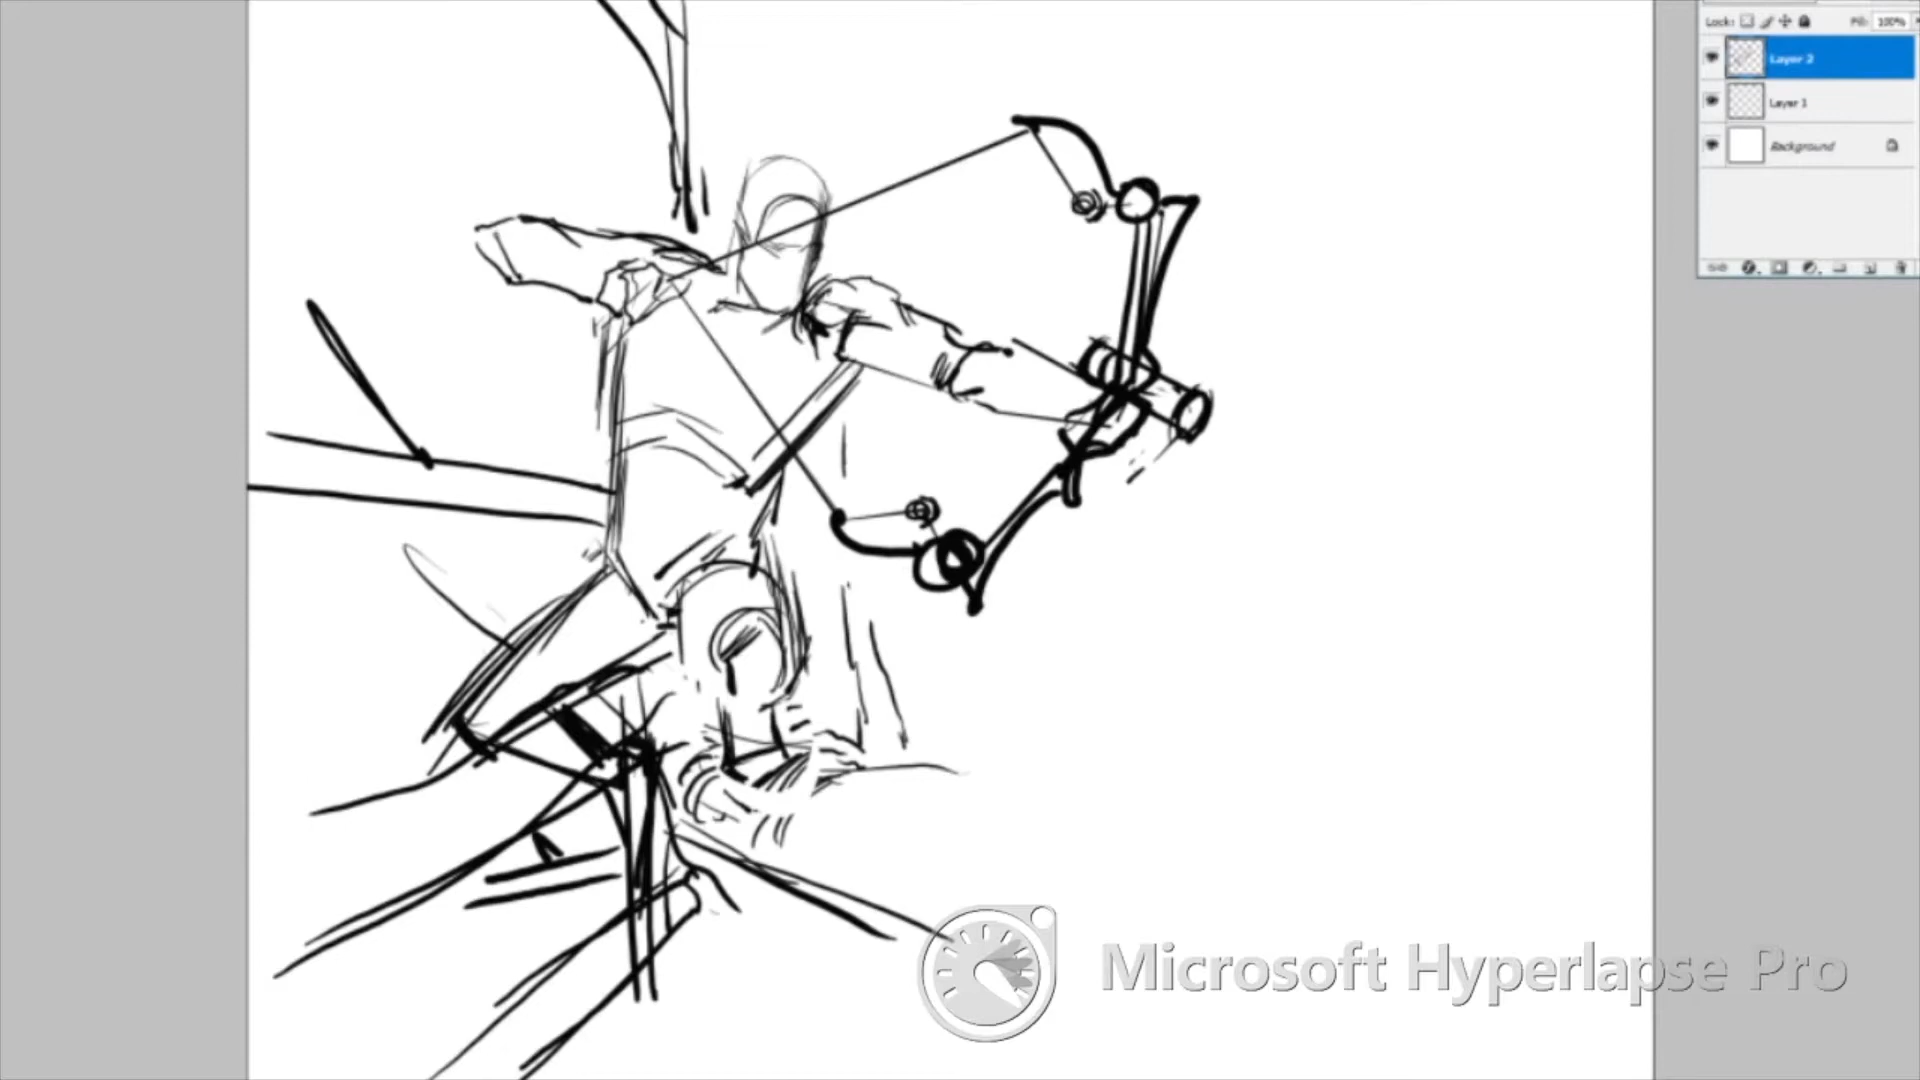 Lock:
Fill: 100%
Layer 2
Layer 1
Background
Microsoft Hyperlapse Pro